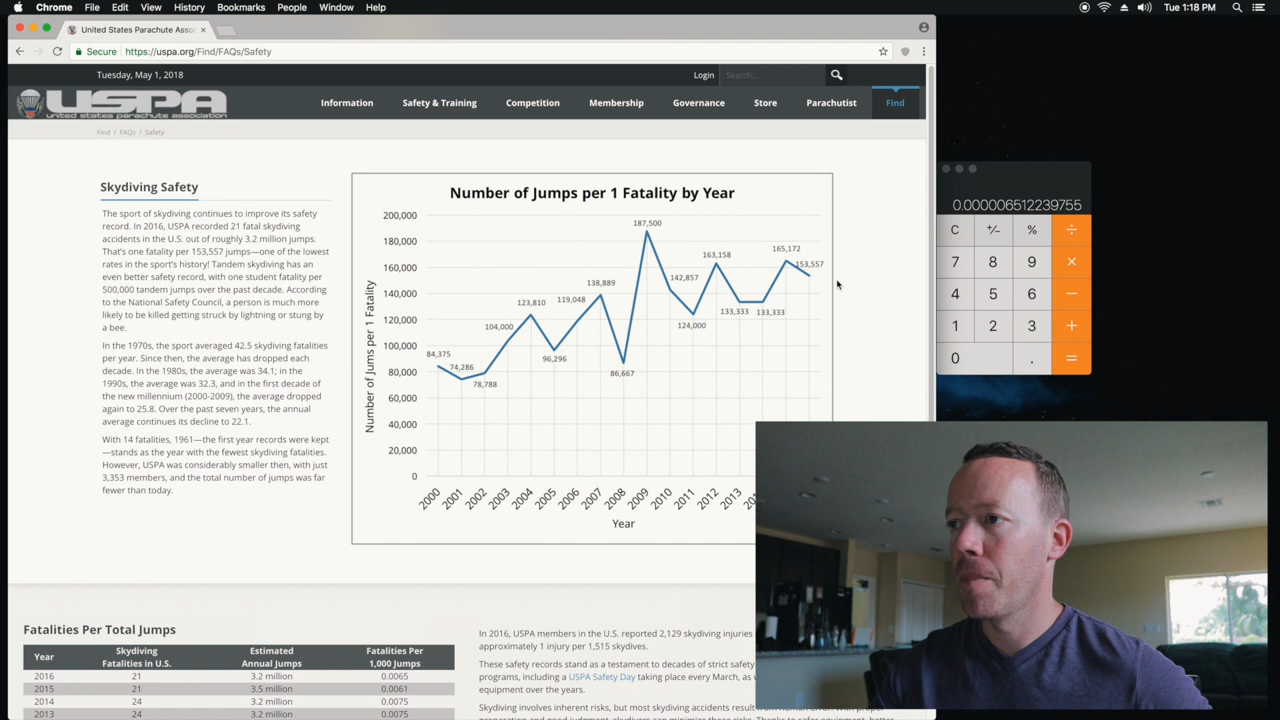 Chrome File Edit View History Bookmarks People Window Help Tue 1:18 PM
United States Parachute Asso
Secure https://uspa.org/Find/FAQs/Safety
Tuesday, May 1, 2018 Login Search...
USPA
united states parachute association
Information Safety & Training Competition Membership Governance Store Parachutist Find
Find / FAQs / Safety
Skydiving Safety
The sport of skydiving continues to improve its safety
record. In 2016, USPA recorded 21 fatal skydiving
accidents in the U.S. out of roughly 3.2 million jumps.
That's one fatality per 153,557 jumps—one of the lowest
rates in the sport's history! Tandem skydiving has an
even better safety record, with one student fatality per
500,000 tandem jumps. According
to the National Safety Council, a person is much more
likely to be killed getting struck by lightning or stung by
a bee.
In the 1970s, the sport averaged 42.5 skydiving fatalities
per year. Since then, the average has dropped each
decade. In the 1980s, the average was 34.1; in the
1990s, the average was 32.3, and in the first decade of
the new millennium (2000-2009), the average dropped
again to 25.8. Over the past seven years, the annual
average continues its decline to 22.1.
With 14 fatalities, 1961—the first year records were kept
—stands as the year with the fewest skydiving fatalities.
However, USPA was considerably smaller then, with just
3,353 members, and the total number of jumps was far
fewer than today.
Number of Jumps per 1 Fatality by Year
Number of Jums per 1 Fatality
200,000
180,000
160,000
140,000
120,000
100,000
80,000
60,000
40,000
20,000
0
84,375
74,286
78,788
104,000
123,810
96,296
119,048
138,889
86,667
187,500
142,857
124,000
163,158
133,333
133,333
165,172
153,557
2000 2001 2002 2003 2004 2005 2006 2007 2008 2009 2010 2011 2012 2013
Year
0.000006512239755
C +/− % ÷
7 8 9 ×
4 5 6 −
1 2 3 +
0 . =
Fatalities Per Total Jumps
Year Skydiving Fatalities in U.S. Estimated Annual Jumps Fatalities Per 1,000 Jumps
2016 21 3.2 million 0.0065
2015 21 3.5 million 0.0061
2014 24 3.2 million 0.0075
2013 24 3.2 million 0.0075
In 2016, USPA members in the U.S. reported 2,129 skydiving injuries
approximately 1 injury per 1,515 skydives.
These safety records stand as a testament to decades of strict safety
programs, including a USPA Safety Day taking place every March, as
equipment over the years.
Skydiving involves inherent risks, but most skydiving accidents result